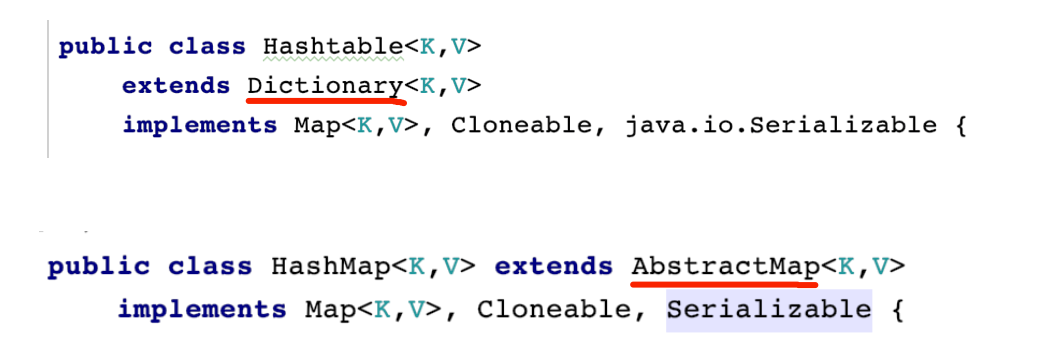 public class Hashtable<K,V>
extends Dictionary<K,V>
implements Map<K,V>, Cloneable, java.io.Serializable {
public class HashMap<K,V> extends AbstractMap<K,V>
implements Map<K,V>, Cloneable, Serializable {